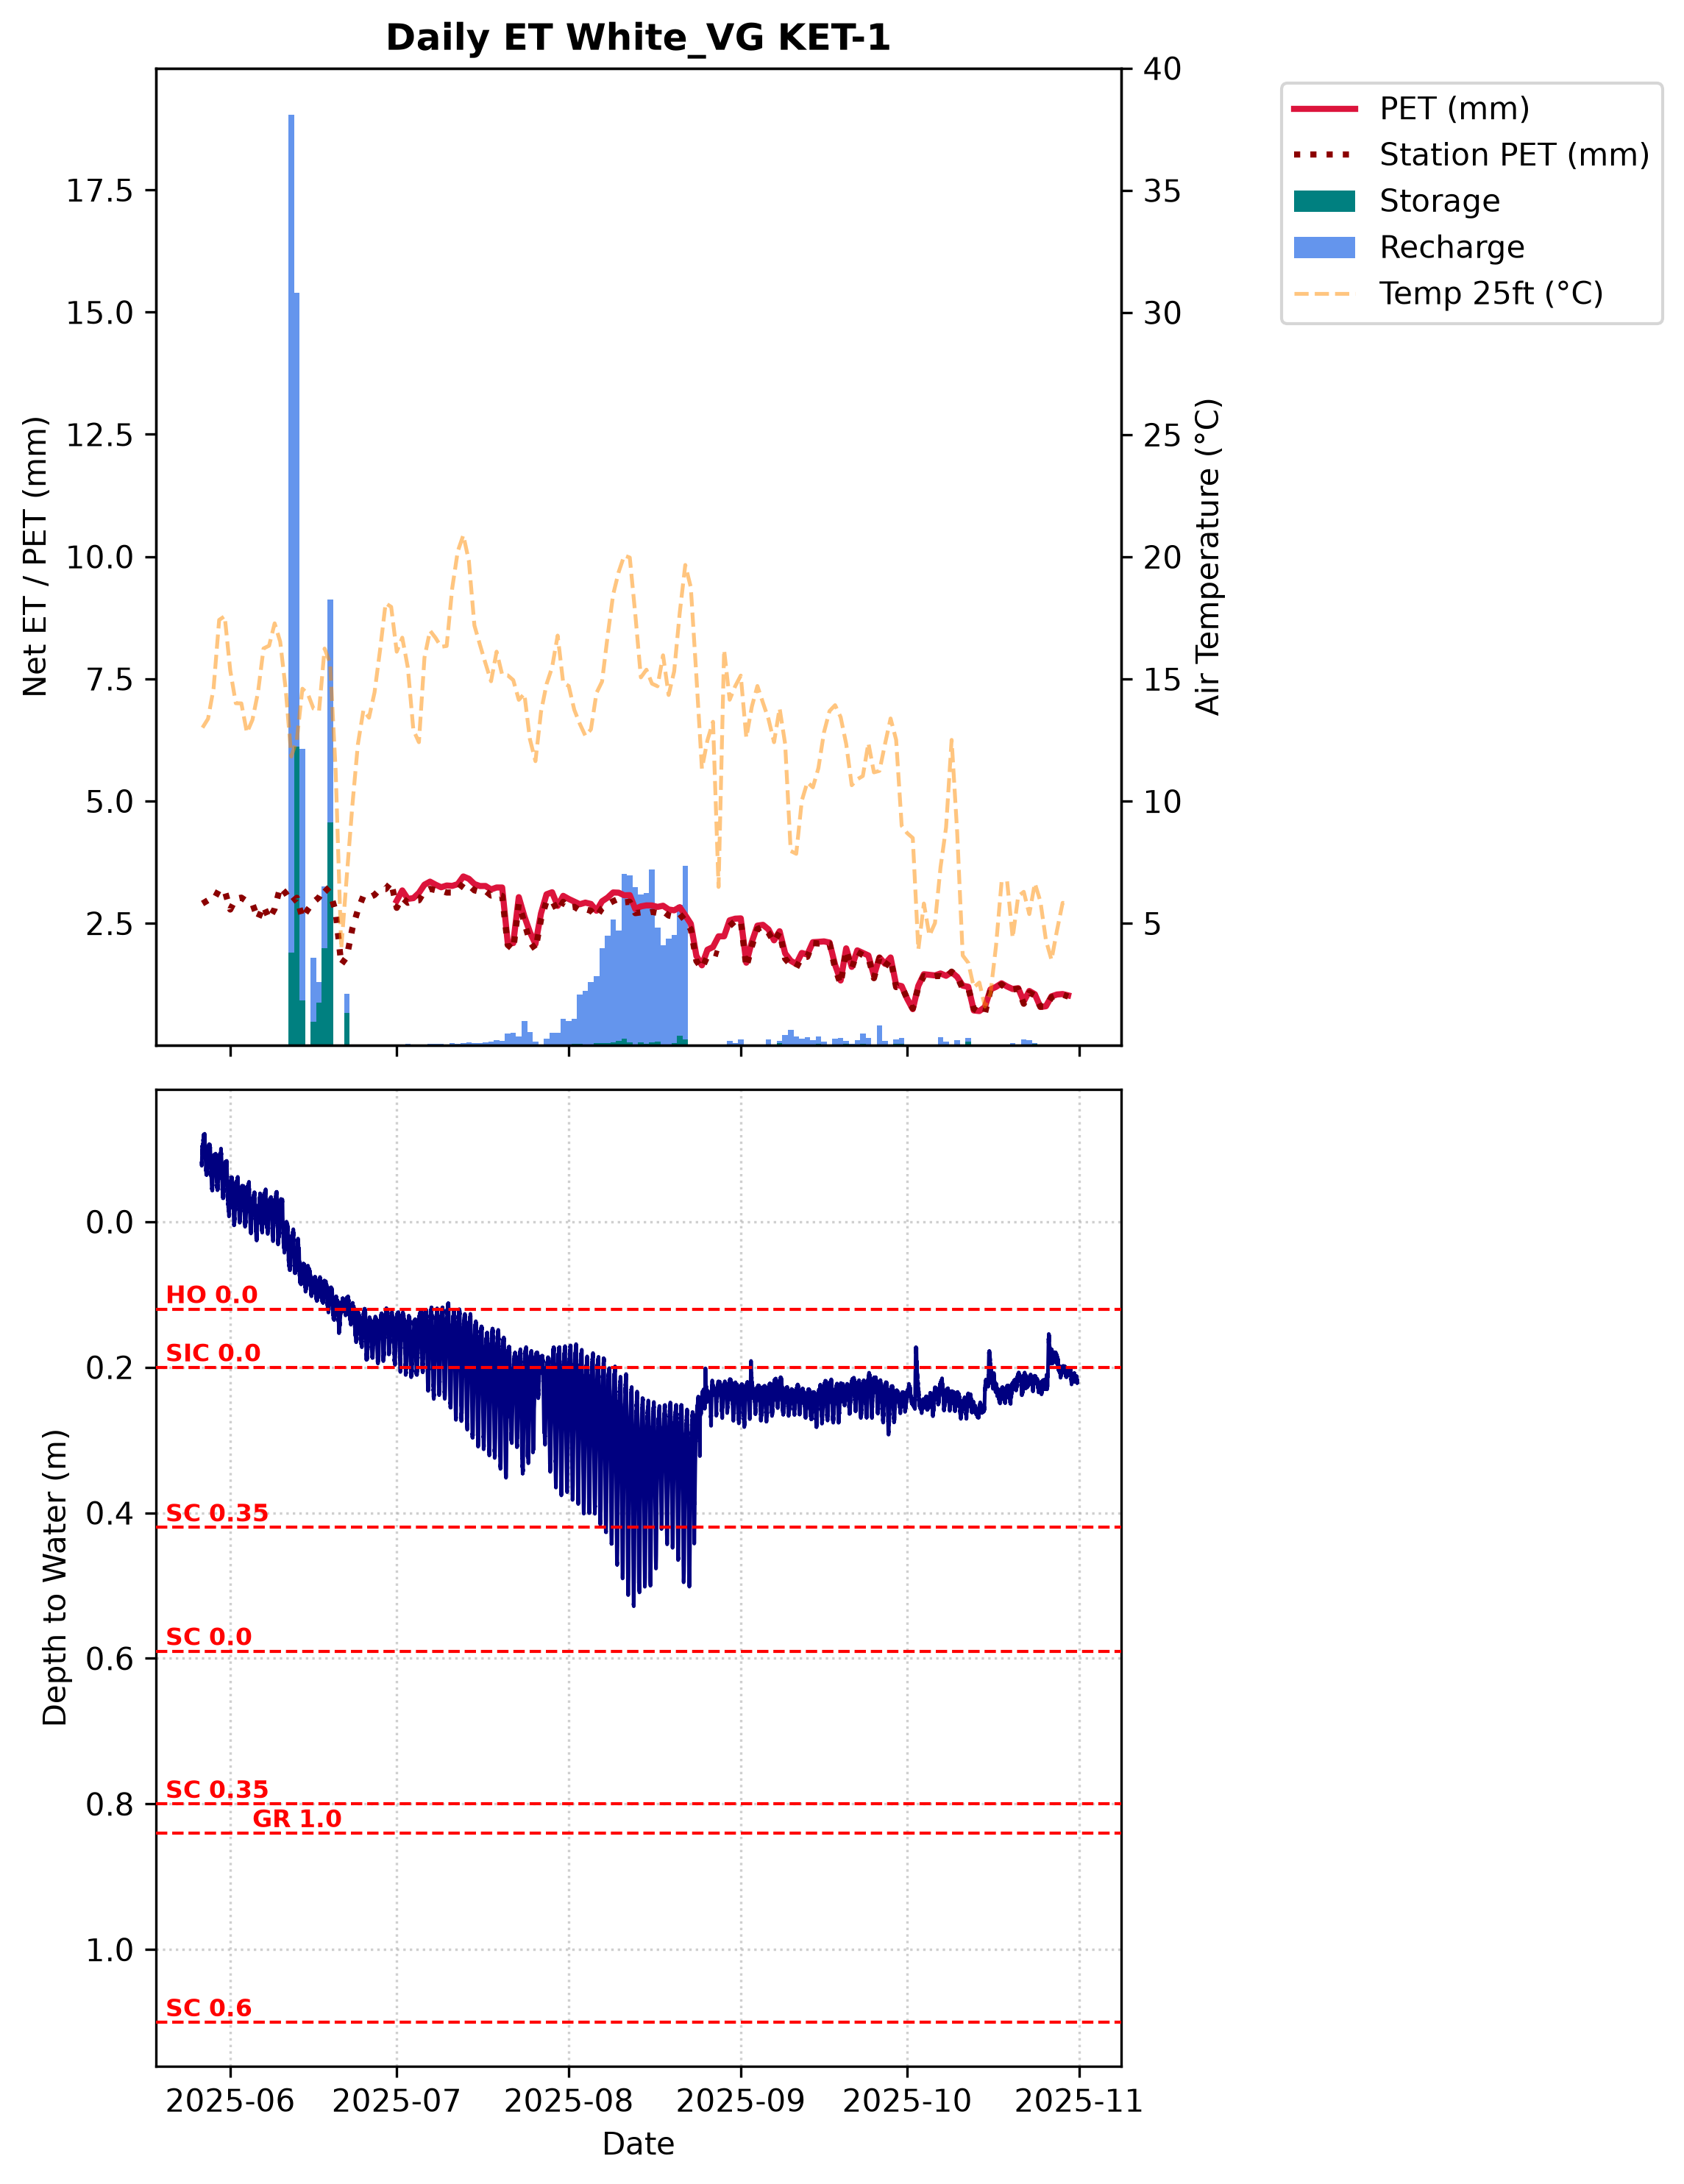 Daily ET White_VG KET-1
Net ET / PET (mm)
17.5
15.0
12.5
10.0
7.5
5.0
2.5
40
35
30
25
20
15
10
5
Air Temperature (°C)
PET (mm)
Station PET (mm)
Storage
Recharge
Temp 25ft (°C)
Depth to Water (m)
0.0
0.2
0.4
0.6
0.8
1.0
HO 0.0
SIC 0.0
SC 0.35
SC 0.0
SC 0.35
GR 1.0
SC 0.6
2025-06 2025-07 2025-08 2025-09 2025-10 2025-11
Date